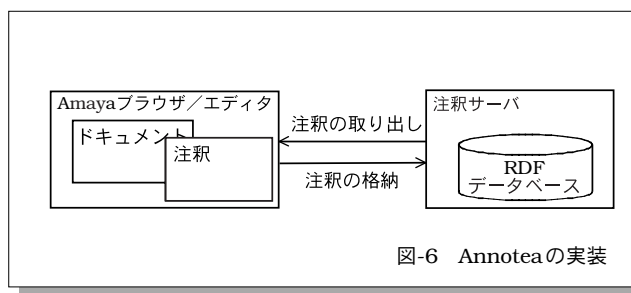 Amayaブラウザ／エディタ
ドキュメント
注釈
注釈の取り出し
注釈の格納
注釈サーバ
RDF
データベース
図-6　Annoteaの実装